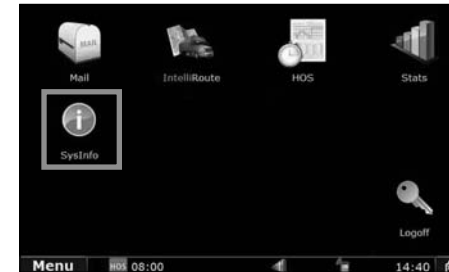 MAIL
Mail
IntelliRoute
HOS
Stats
SysInfo
Logoff
Menu
HOS 08:00
14:40